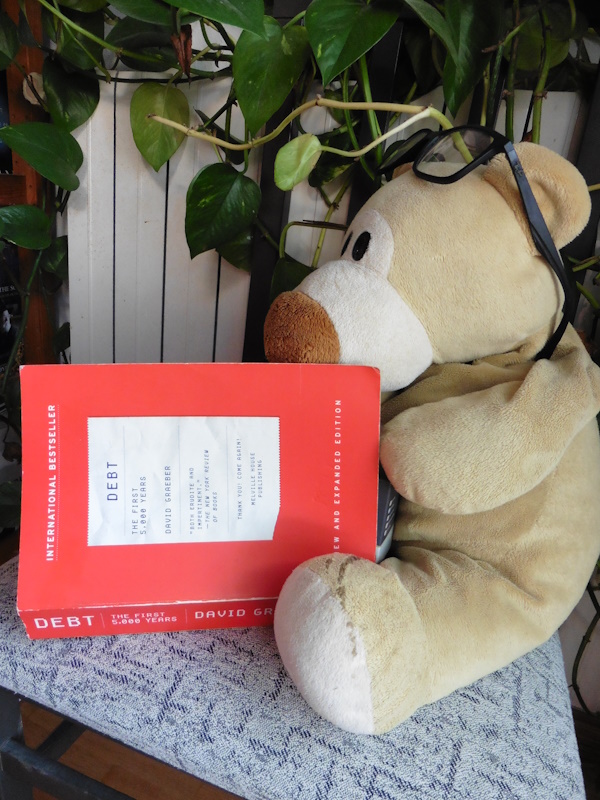 INTERNATIONAL BESTSELLER
DEBT
THE FIRST
5,000 YEARS
DAVID GRAEBER
"BOTH ERUDITE AND
IMPERTINENT."
—THE NEW YORK REVIEW
OF BOOKS
THANK YOU! COME AGAIN!
MELVILLE HOUSE
PUBLISHING
NEW AND EXPANDED EDITION
DEBT THE FIRST
5,000 YEARS DAVID GR